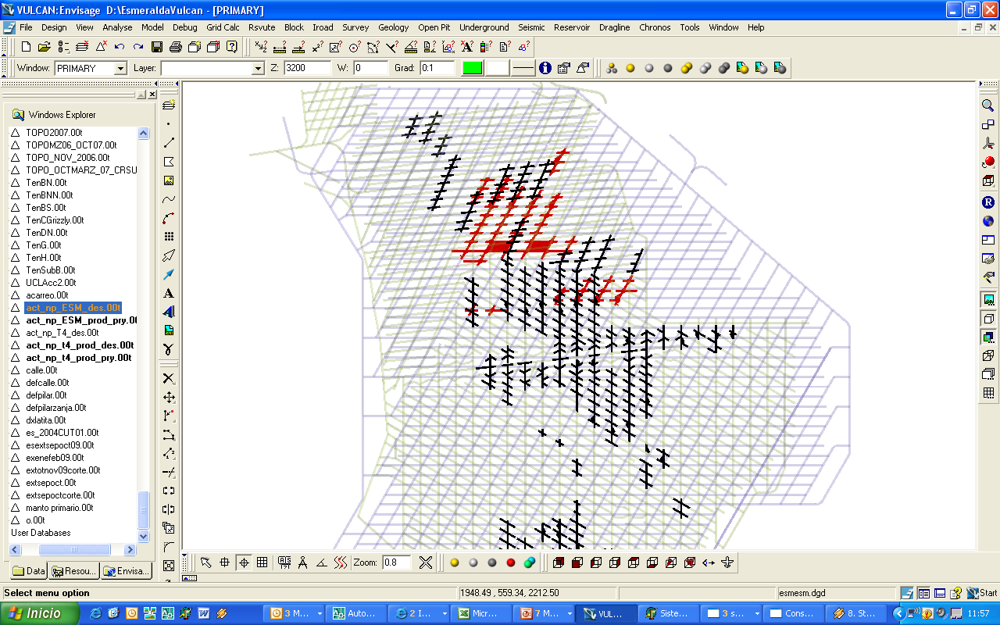 VULCAN:Envisage D:\EsmeraldaVulcan - [PRIMARY]
File Design View Analyse Model Debug Grid Calc Rsvute Block Iroad Survey Geology Open Pit Underground Seismic Reservoir Dragline Chronos Tools Window Help
Window: PRIMARY Layer: Z: 3200 W: 0 Grad: 0:1
Windows Explorer
TOPO2007.00t
TOPOMZ06_OCT07.00t
TOPO_NOV_2006.00t
TOPO_OCTMARZ_07_CRSU
TenBN.00t
TenBNN.00t
TenBS.00t
TenCGrizzly.00t
TenDN.00t
TenG.00t
TenH.00t
TenSubB.00t
UCLAcc2.00t
acarreo.00t
act_np_ESM_des.00t
act_np_ESM_prod_pry.00
act_np_T4_des.00t
act_np_t4_prod_des.00t
act_np_t4_prod_pry.00t
calle.00t
defcalle.00t
defpilar.00t
defpilarzanja.00t
dxlatita.00t
es_2004CUT01.00t
esextsepoct09.00t
exenefeb09.00t
extotnov09corte.00t
extsepoct.00t
extsepoctcorte.00t
manto primario.00t
o.00t
User Databases
Data Resou... Envisa...
Zoom: 0.8
Select menu option 1948.49 , 559.34, 2212.50 esmesm.dgd Start
Inicio 3 M... Auto... 2 I... Micr... 7 M... VUL... Siste... 3 s... Cons... 8. St... 11:57